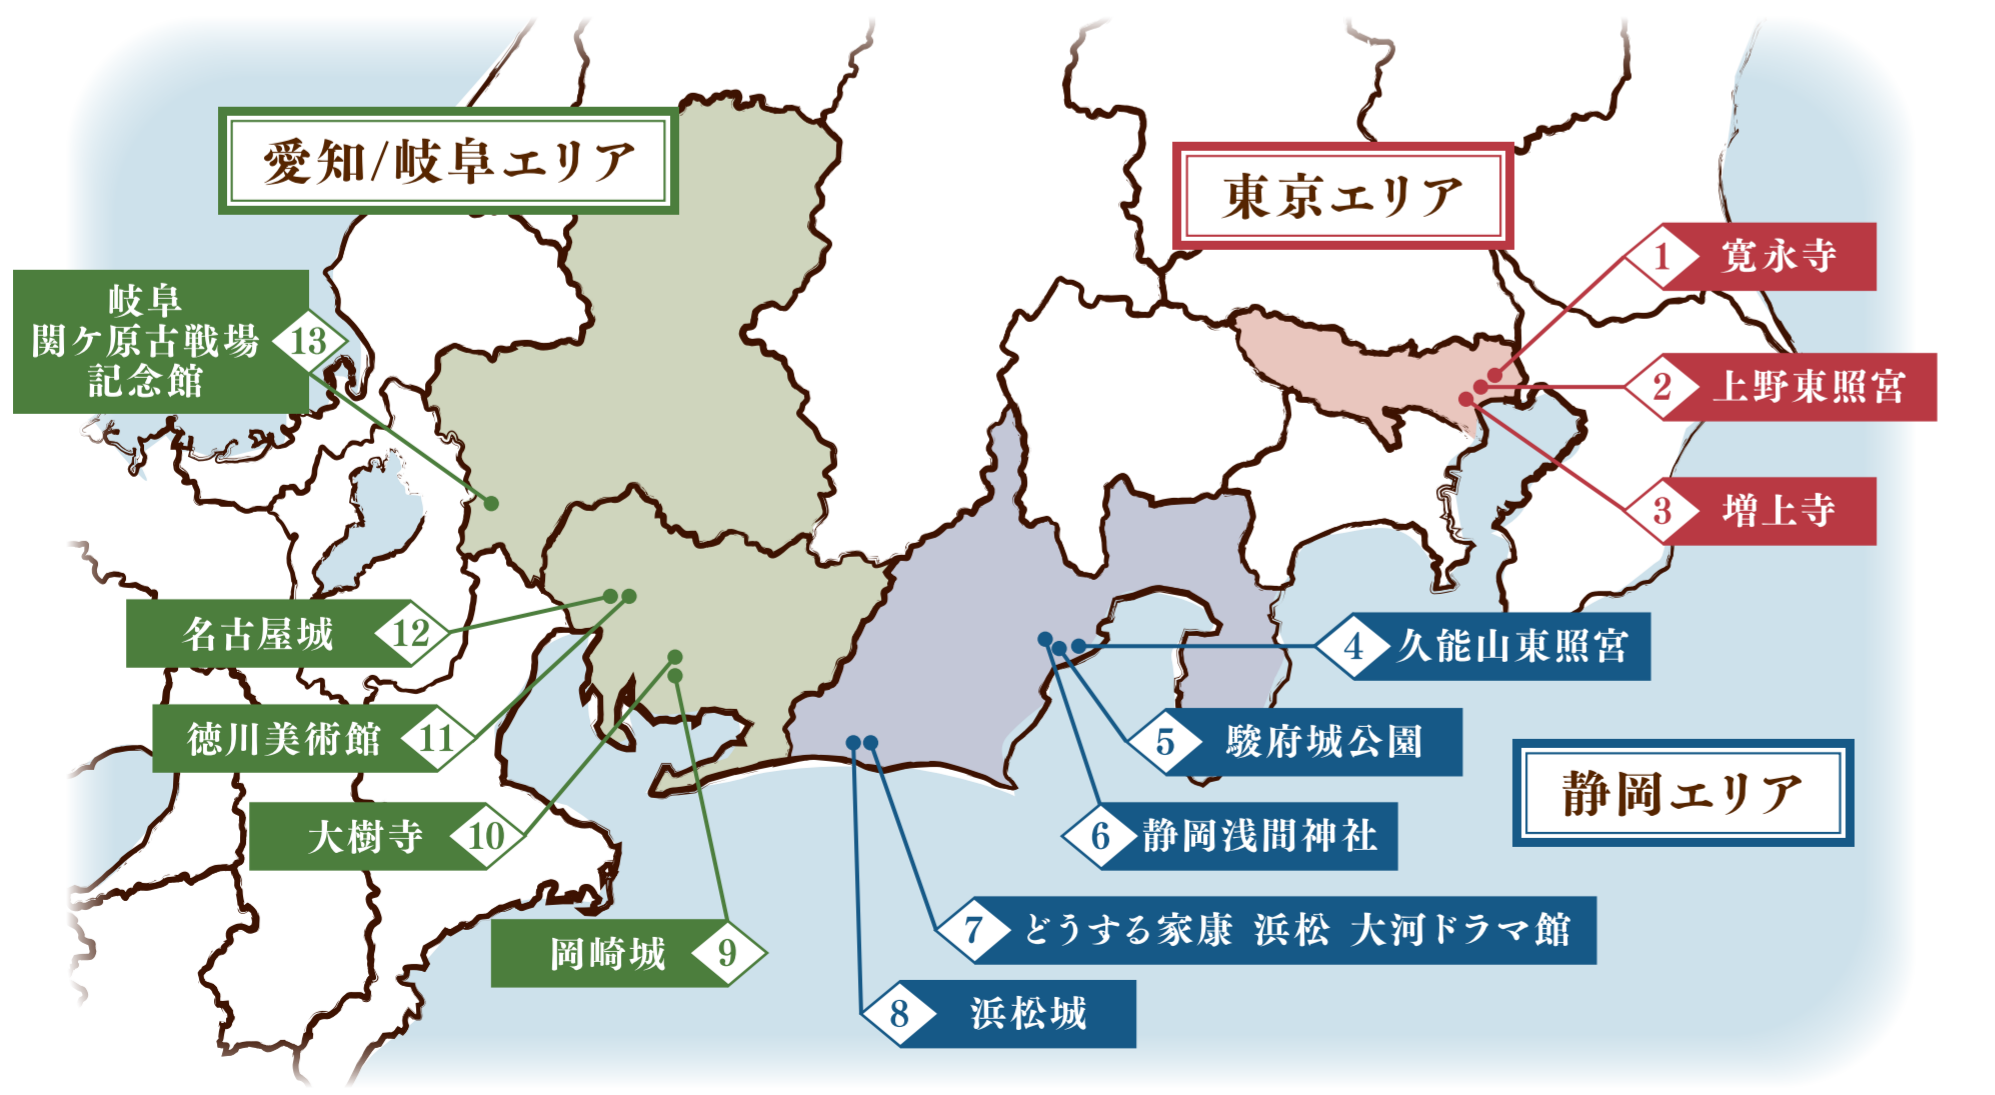 愛知/岐阜エリア
東京エリア
静岡エリア
1 寛永寺
2 上野東照宮
3 増上寺
4 久能山東照宮
5 駿府城公園
6 静岡浅間神社
7 どうする家康 浜松 大河ドラマ館
8 浜松城
岡崎城 9
大樹寺 10
徳川美術館 11
名古屋城 12
岐阜
関ケ原古戦場 13
記念館